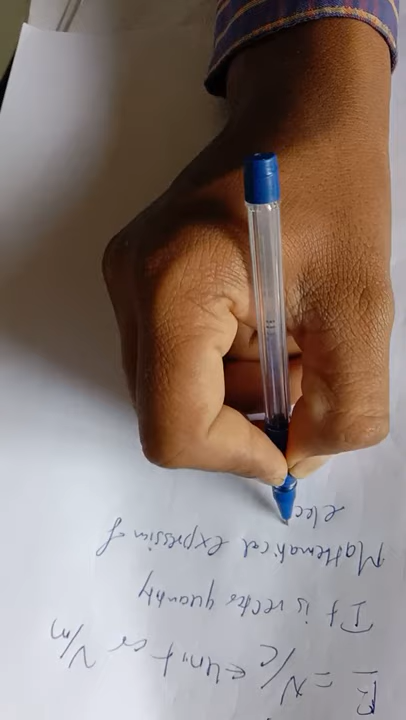 E = N/C ← unit or V/m
It is vector quantity
Mathematical expression of
elec